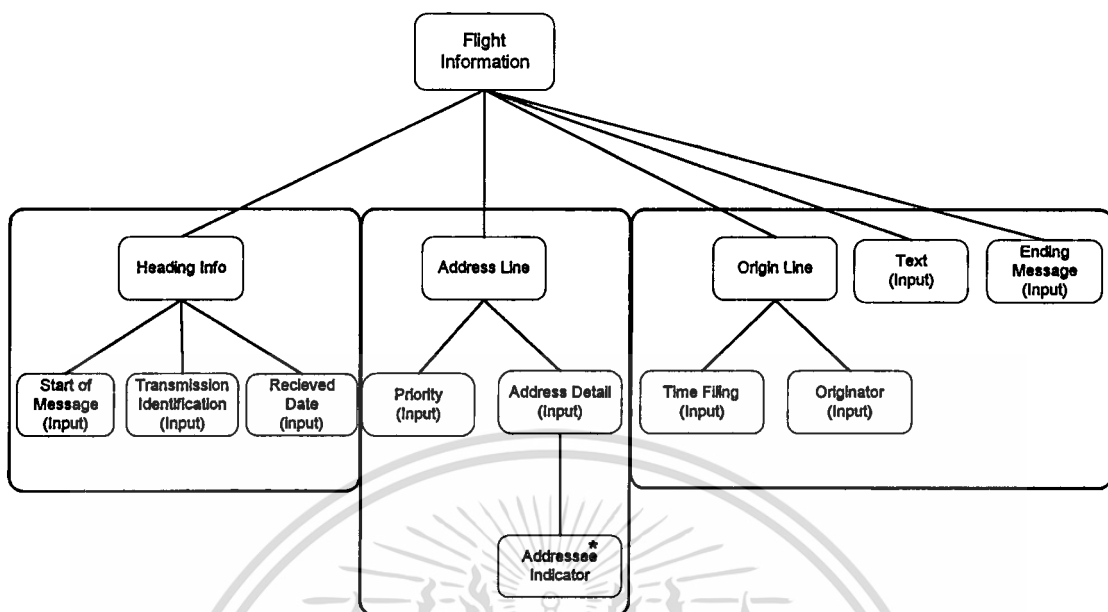 Flight
Information
Heading Info
Address Line
Origin Line
Text
(Input)
Ending
Message
(Input)
Start of
Message
(Input)
Transmission
Identification
(Input)
Recieved
Date
(Input)
Priority
(Input)
Address Detail
(Input)
Time Filing
(Input)
Originator
(Input)
Addressee*
Indicator